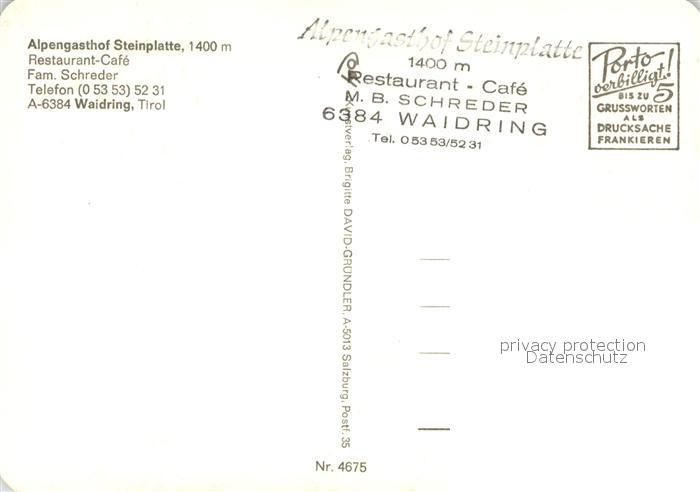 Alpengasthof Steinplatte, 1400 m
Restaurant-Café
Fam. Schreder
Telefon (0 53 53) 52 31
A-6384 Waidring, Tirol
Alpengasthof Steinplatte
1400 m
Restaurant - Café
M. B. SCHREDER
6384 WAIDRING
Tel. 05353/5231
Porto
verbilligt!
BIS ZU 5
GRUSSWORTEN
ALS
DRUCKSACHE
FRANKIEREN
Kunstverlag, Brigitte DAVID-GRÜNDLER, A-5013 Salzburg, Postf. 35
Nr. 4675
privacy protection
Datenschutz